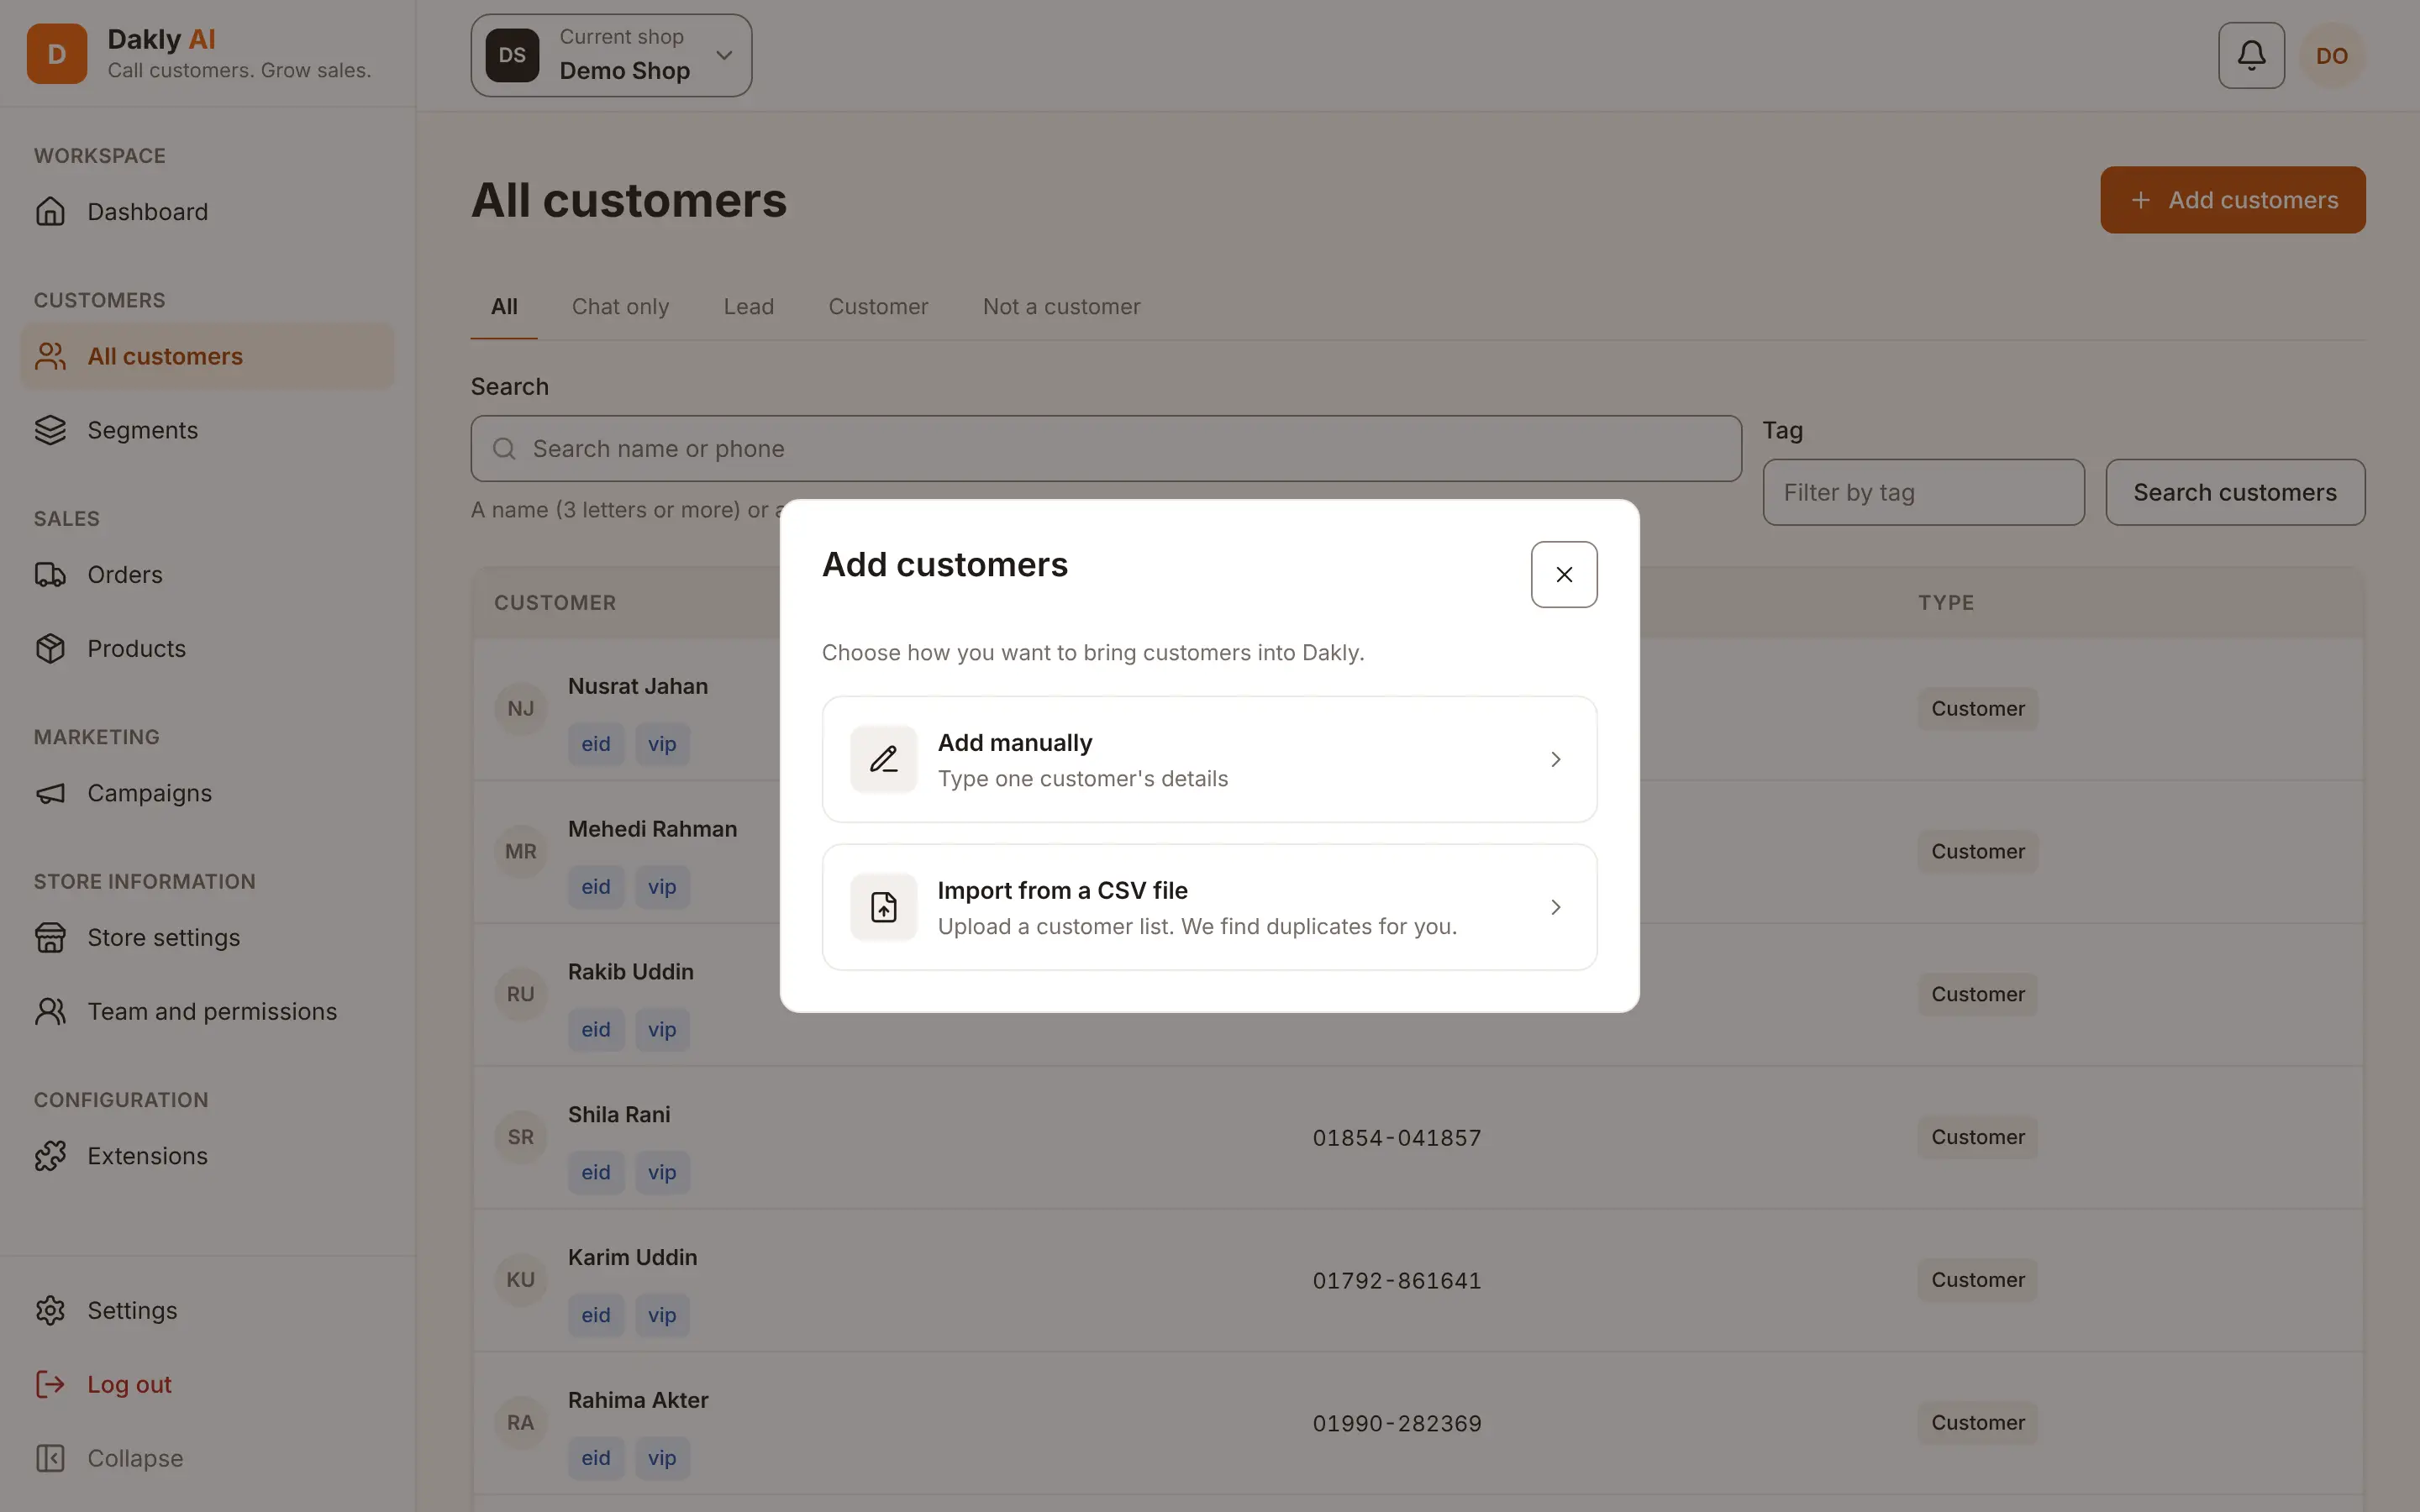 D
Dakly AI
Call customers. Grow sales.
WORKSPACE
Dashboard
CUSTOMERS
All customers
Segments
SALES
Orders
Products
MARKETING
Campaigns
STORE INFORMATION
Store settings
Team and permissions
CONFIGURATION
Extensions
Settings
Log out
Collapse
DS
Current shop
Demo Shop
DO
All customers
Add customers
All Chat only Lead Customer Not a customer
Search
Search name or phone
A name (3 letters or more) or
Tag
Filter by tag
Search customers
CUSTOMER TYPE
NJ Nusrat Jahan Customer
eid vip
MR Mehedi Rahman Customer
eid vip
RU Rakib Uddin Customer
eid vip
SR Shila Rani 01854-041857 Customer
eid vip
KU Karim Uddin 01792-861641 Customer
eid vip
RA Rahima Akter 01990-282369 Customer
eid vip
Add customers
Choose how you want to bring customers into Dakly.
Add manually
Type one customer's details
Import from a CSV file
Upload a customer list. We find duplicates for you.